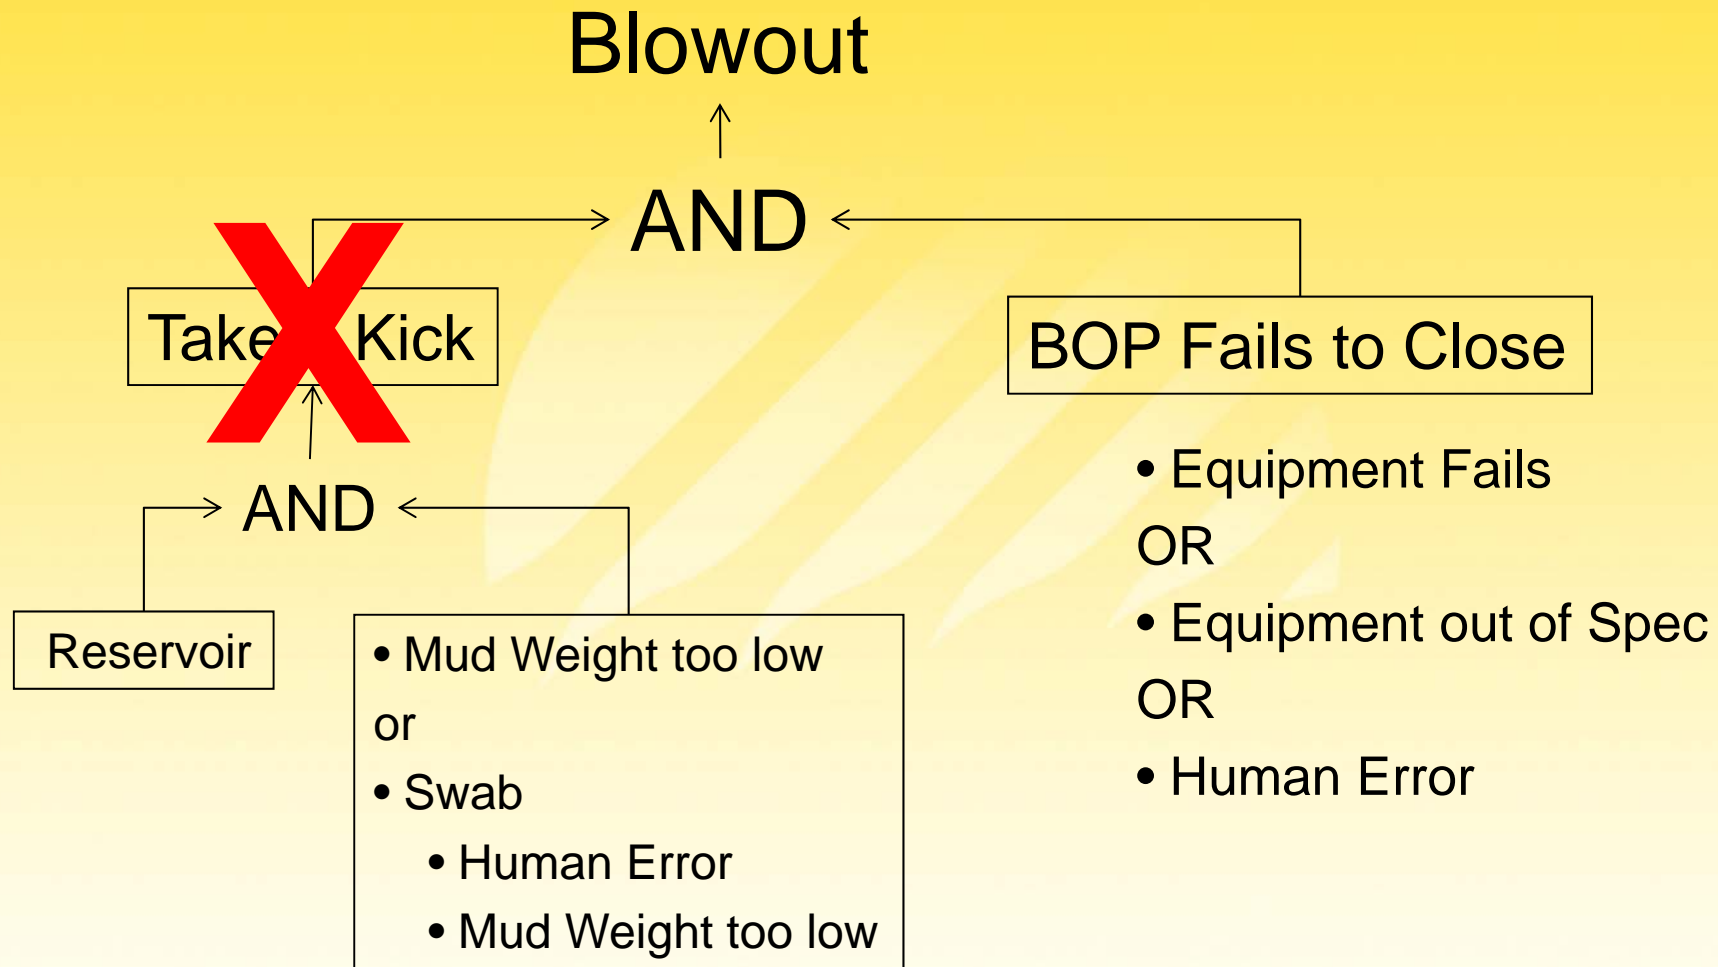 Blowout
AND
Take Kick
BOP Fails to Close
AND
Reservoir
• Mud Weight too low
or
• Swab
• Human Error
• Mud Weight too low
• Equipment Fails
OR
• Equipment out of Spec
OR
• Human Error